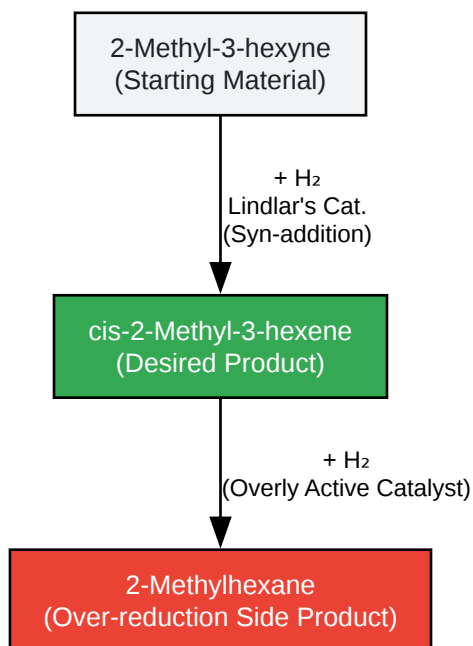 2-Methyl-3-hexyne
(Starting Material)
+ H₂
Lindlar's Cat.
(Syn-addition)
cis-2-Methyl-3-hexene
(Desired Product)
+ H₂
(Overly Active Catalyst)
2-Methylhexane
(Over-reduction Side Product)